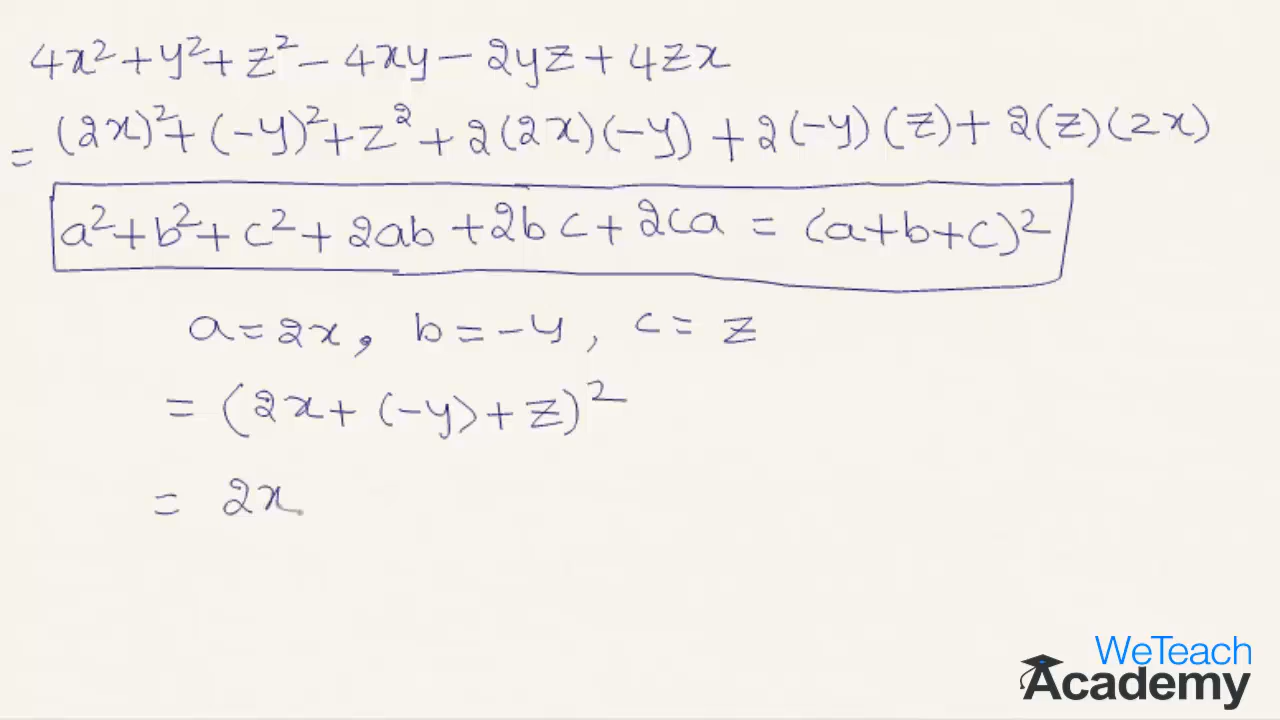 4x² + y² + z² - 4xy - 2yz + 4zx
= (2x)² + (-y)² + z² + 2(2x)(-y) + 2(-y)(z) + 2(z)(2x)
a² + b² + c² + 2ab + 2bc + 2ca = (a+b+c)²
a = 2x, b = -y, c = z
= (2x + (-y) + z)²
= 2x
WeTeach
Academy